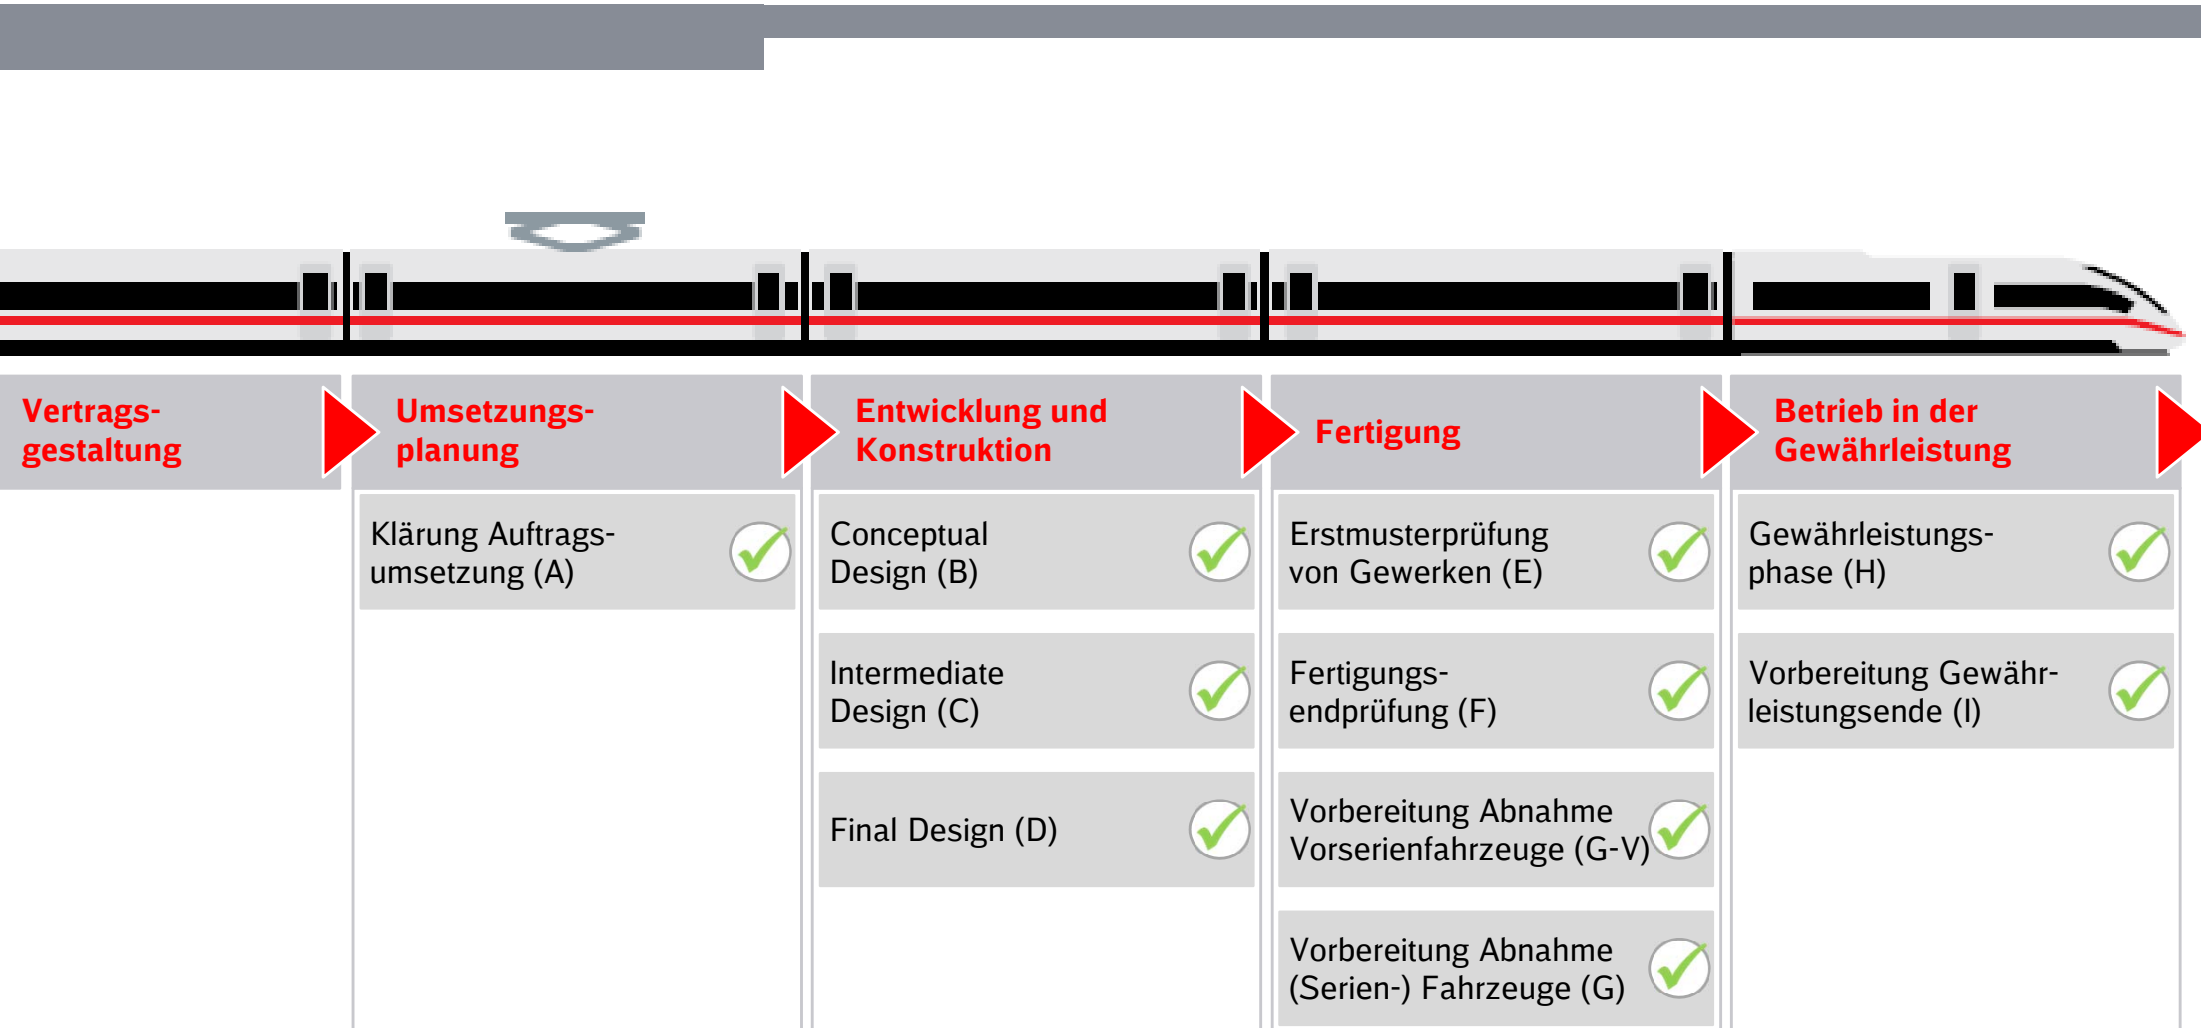 Vertrags-
gestaltung
Umsetzungs-
planung
Entwicklung und
Konstruktion
Fertigung
Betrieb in der
Gewährleistung
Klärung Auftrags-
umsetzung (A)
Conceptual
Design (B)
Intermediate
Design (C)
Final Design (D)
Erstmusterprüfung
von Gewerken (E)
Fertigungs-
endprüfung (F)
Vorbereitung Abnahme
Vorserienfahrzeuge (G-V)
Vorbereitung Abnahme
(Serien-) Fahrzeuge (G)
Gewährleistungs-
phase (H)
Vorbereitung Gewähr-
leistungsende (I)